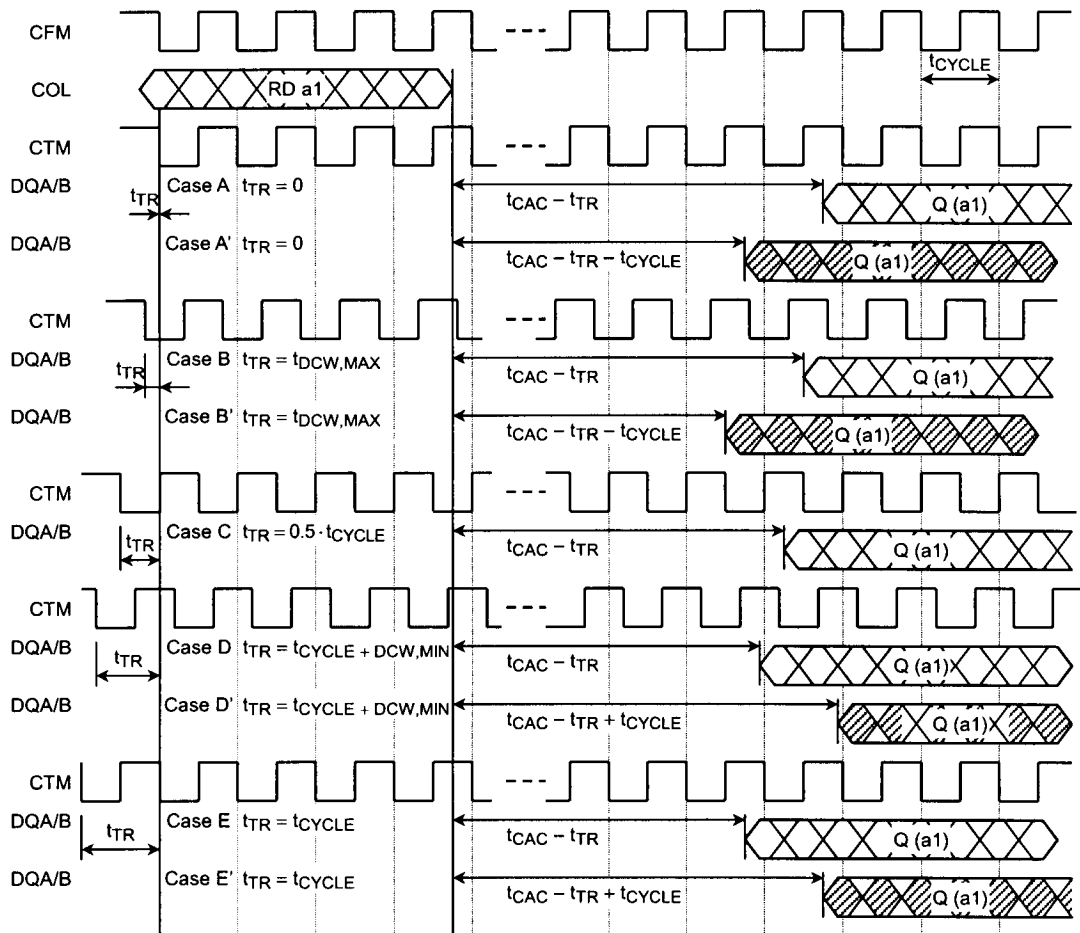 CFM
tCYCLE
COL RD a1
CTM
DQA/B Case A tTR = 0
tTR tCAC – tTR Q (a1)
DQA/B Case A' tTR = 0
tCAC – tTR – tCYCLE Q (a1)
CTM
DQA/B Case B tTR = tDCW,MAX
tTR tCAC – tTR Q (a1)
DQA/B Case B' tTR = tDCW,MAX
tCAC – tTR – tCYCLE Q (a1)
CTM
DQA/B Case C tTR = 0.5 · tCYCLE
tTR tCAC – tTR Q (a1)
CTM
DQA/B Case D tTR = tCYCLE + DCW,MIN
tTR tCAC – tTR Q (a1)
DQA/B Case D' tTR = tCYCLE + DCW,MIN
tCAC – tTR + tCYCLE Q (a1)
CTM
DQA/B Case E tTR = tCYCLE
tTR tCAC – tTR Q (a1)
DQA/B Case E' tTR = tCYCLE
tCAC – tTR + tCYCLE Q (a1)